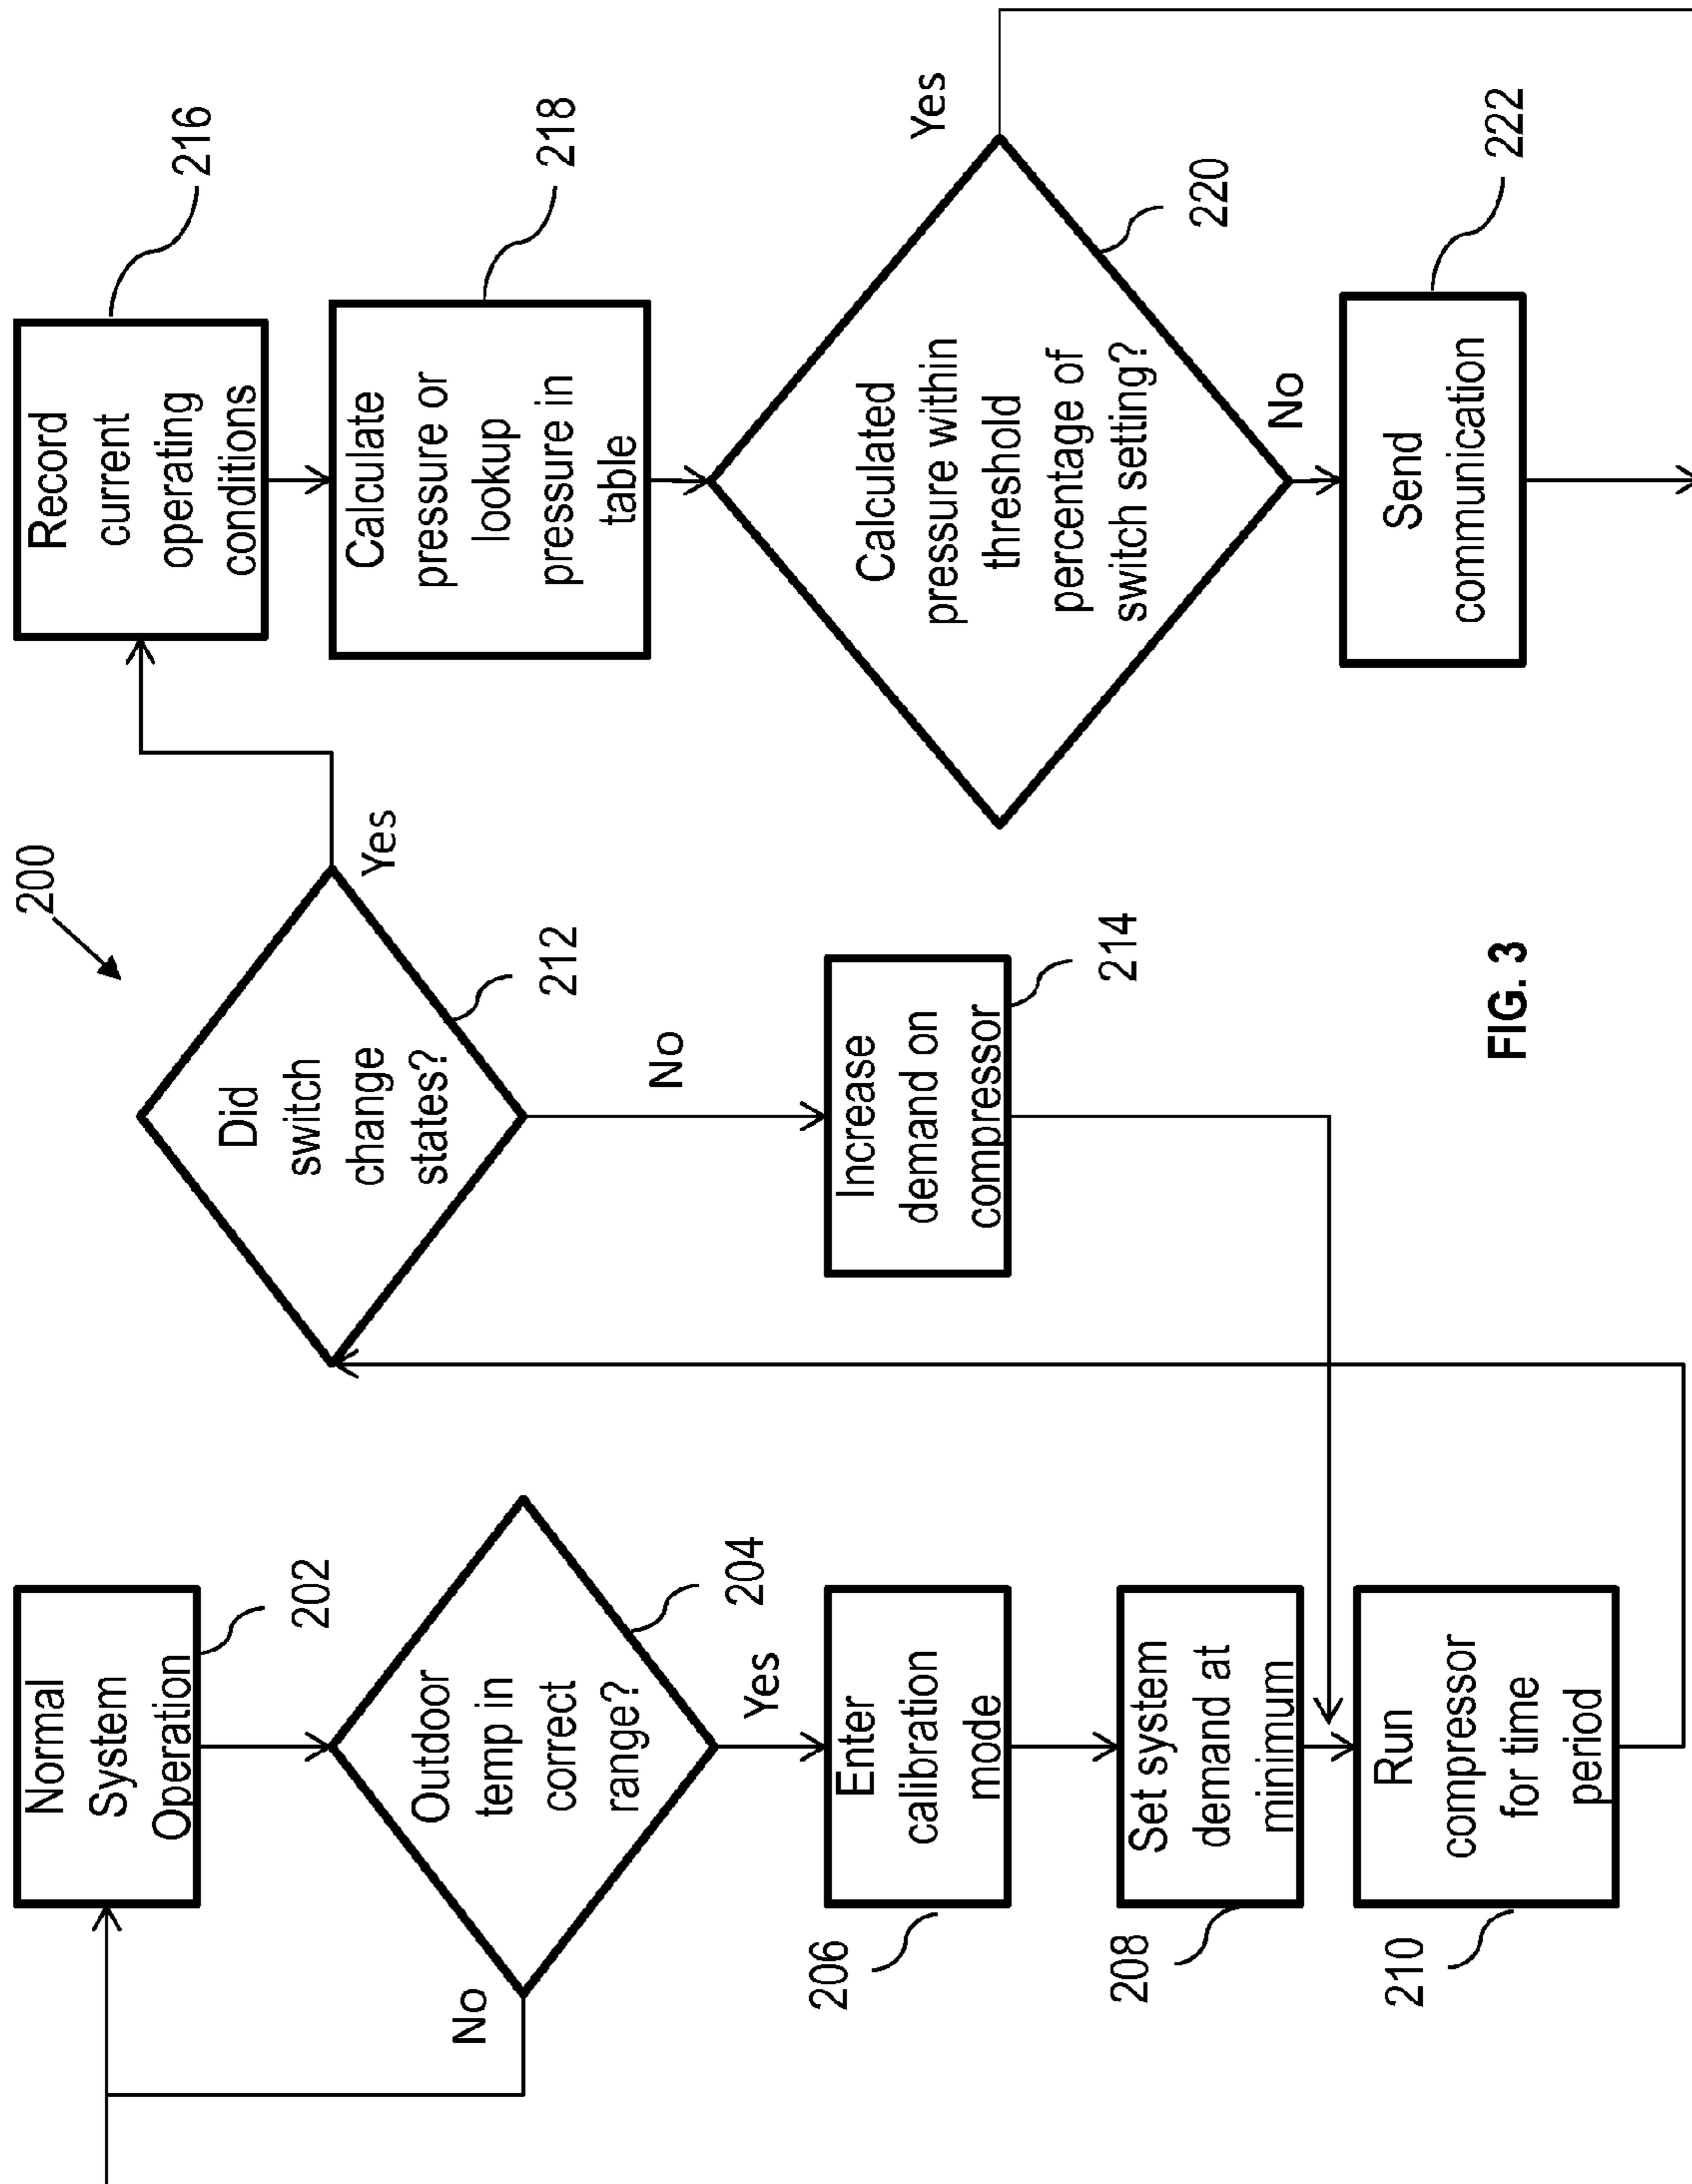 200
Normal
System
Operation
202
Outdoor
temp in
correct
range?
204
No
Yes
Enter
calibration
mode
206
Set system
demand at
minimum
208
Run
compressor
for time
period
210
Did
switch
change
states?
212
Yes
No
Increase
demand on
compressor
214
Record
current
operating
conditions
216
Calculate
pressure or
lookup
pressure in
table
218
Calculated
pressure within
threshold
percentage of
switch setting?
220
Yes
No
Send
communication
222
FIG. 3